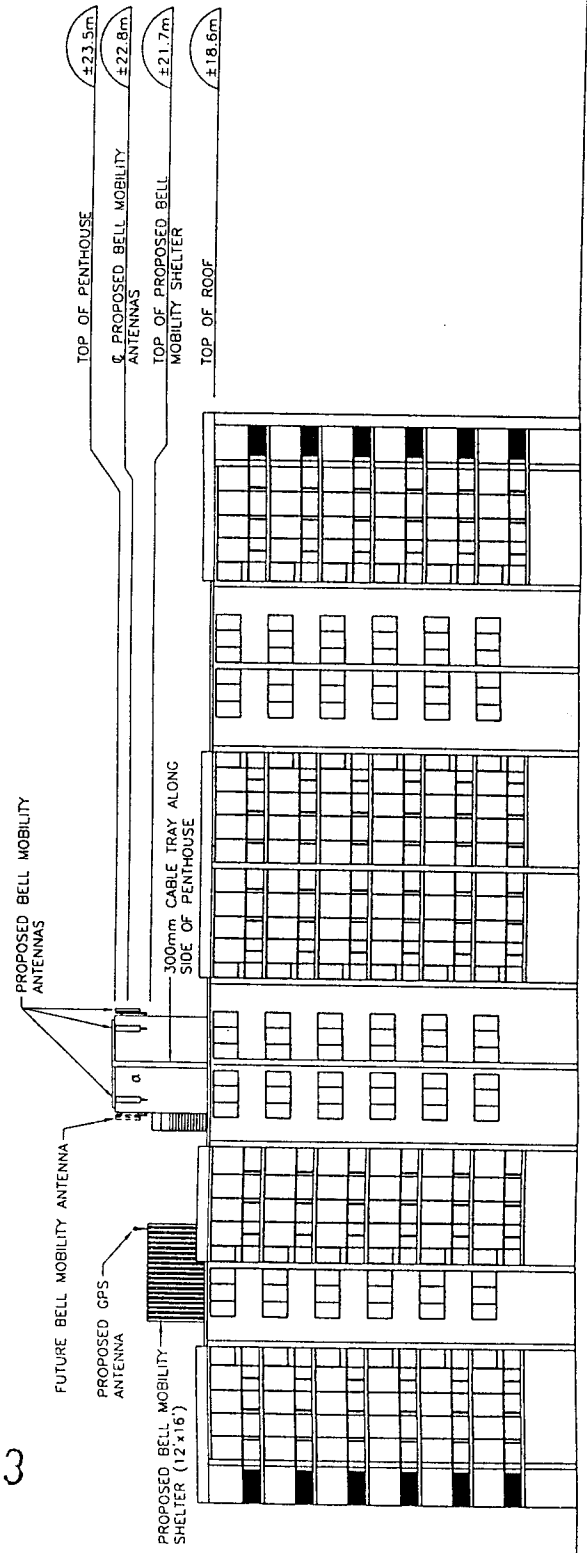 3
PROPOSED BELL MOBILITY
ANTENNAS
FUTURE BELL MOBILITY ANTENNA
PROPOSED GPS
ANTENNA
PROPOSED BELL MOBILITY
SHELTER (12'x16')
α
300mm CABLE TRAY ALONG
SIDE OF PENTHOUSE
TOP OF PENTHOUSE
±23.5m
℄ PROPOSED BELL MOBILITY
ANTENNAS
±22.8m
TOP OF PROPOSED BELL
MOBILITY SHELTER
±21.7m
TOP OF ROOF
±18.6m